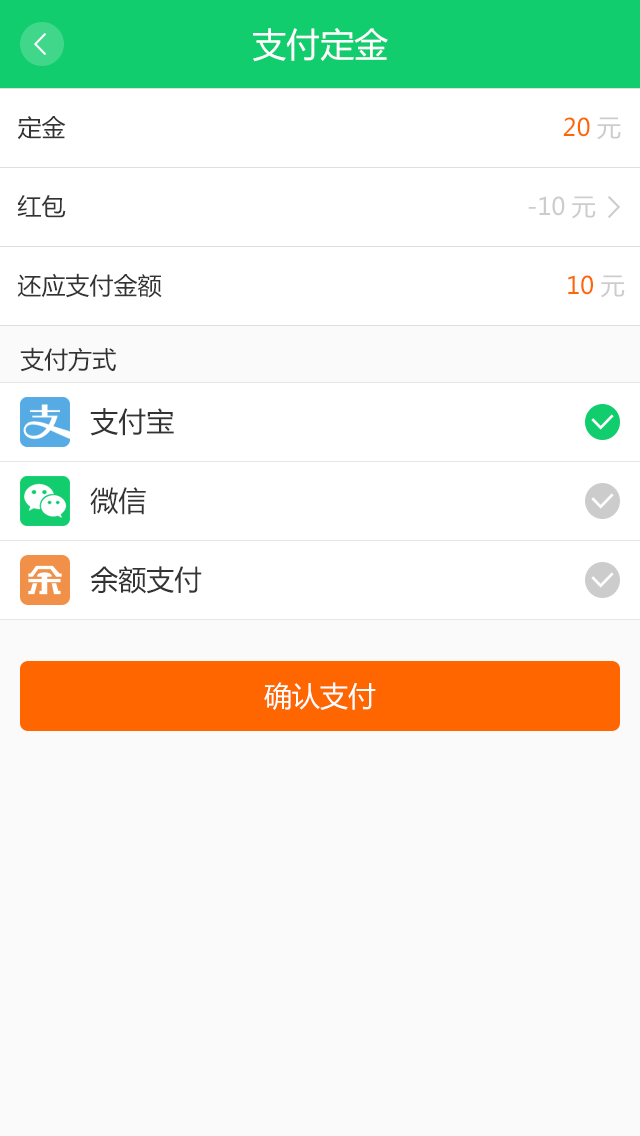 支付定金
定金 20 元
红包 -10 元
还应支付金额 10 元
支付方式
支 支付宝
微信
余 余额支付
确认支付